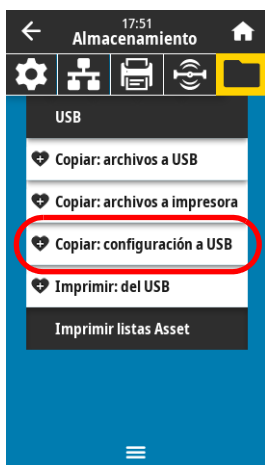 17:51
Almacenamiento
USB
Copiar: archivos a USB
Copiar: archivos a impresora
Copiar: configuración a USB
Imprimir: del USB
Imprimir listas Asset